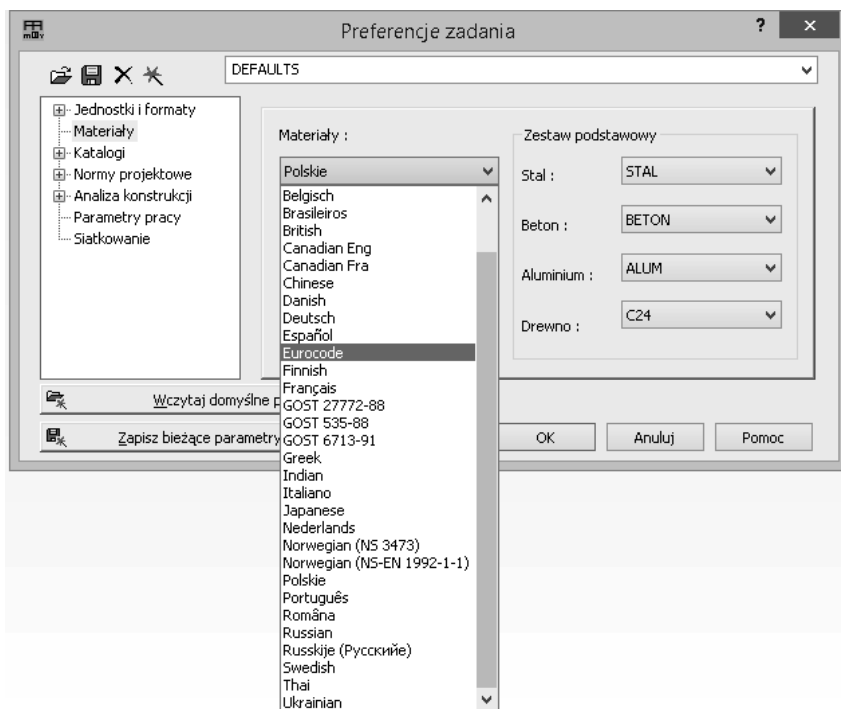 Preferencje zadania
?
DEFAULTS
Jednostki i formaty
Materiały
Katalogi
Normy projektowe
Analiza konstrukcji
Parametry pracy
Siatkowanie
Materiały :
Polskie
Belgisch
Brasileiros
British
Canadian Eng
Canadian Fra
Chinese
Danish
Deutsch
Español
Eurocode
Finnish
Français
GOST 27772-88
GOST 535-88
GOST 6713-91
Greek
Indian
Italiano
Japanese
Nederlands
Norwegian (NS 3473)
Norwegian (NS-EN 1992-1-1)
Polskie
Português
Româna
Russian
Russkije (Русскийе)
Swedish
Thai
Ukrainian
Zestaw podstawowy
Stal : STAL
Beton : BETON
Aluminium : ALUM
Drewno : C24
Wczytaj domyślne p
Zapisz bieżące parametry
OK Anuluj Pomoc